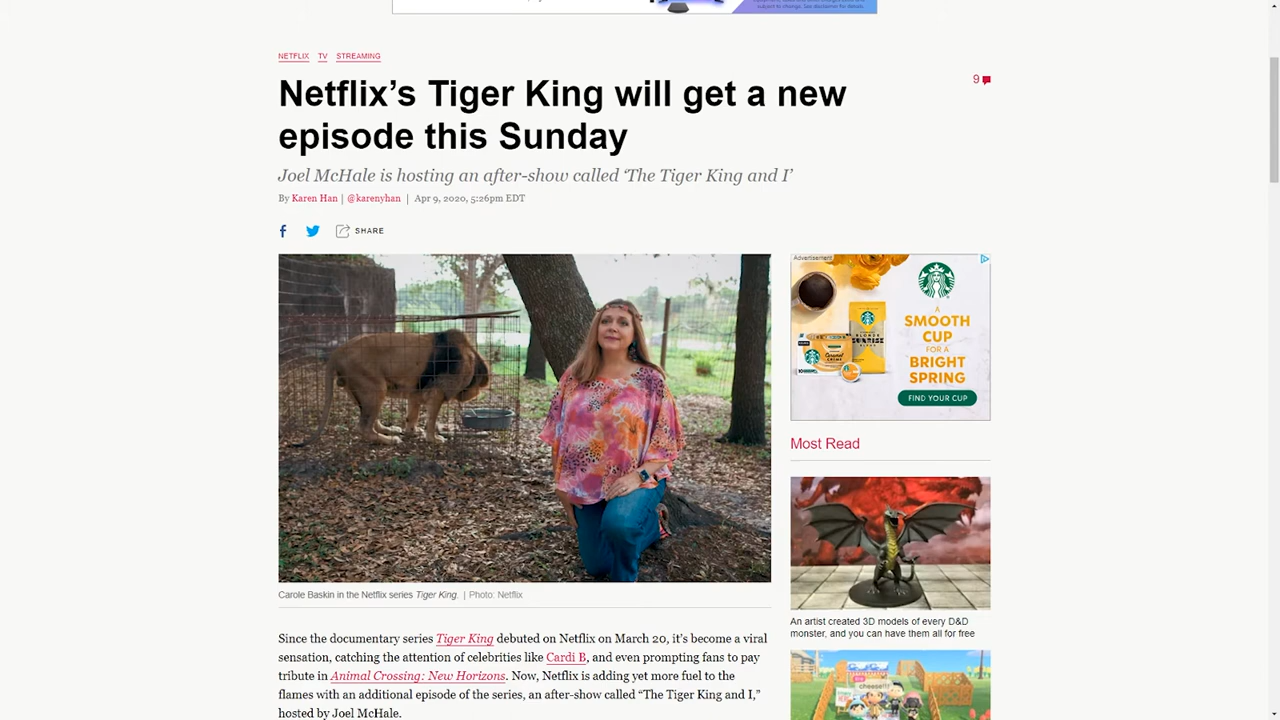 NETFLIX TV STREAMING
Netflix’s Tiger King will get a new
episode this Sunday
9
Joel McHale is hosting an after-show called ‘The Tiger King and I’
By Karen Han | @karenyhan | Apr 9, 2020, 5:26pm EDT
SHARE
Advertisement
A
SMOOTH
CUP
FOR A
BRIGHT
SPRING
FIND YOUR CUP
Most Read
An artist created 3D models of every D&D
monster, and you can have them all for free
Carole Baskin in the Netflix series Tiger King. | Photo: Netflix
Since the documentary series Tiger King debuted on Netflix on March 20, it’s become a viral
sensation, catching the attention of celebrities like Cardi B, and even prompting fans to pay
tribute in Animal Crossing: New Horizons. Now, Netflix is adding yet more fuel to the
flames with an additional episode of the series, an after-show called “The Tiger King and I,”
hosted by Joel McHale.